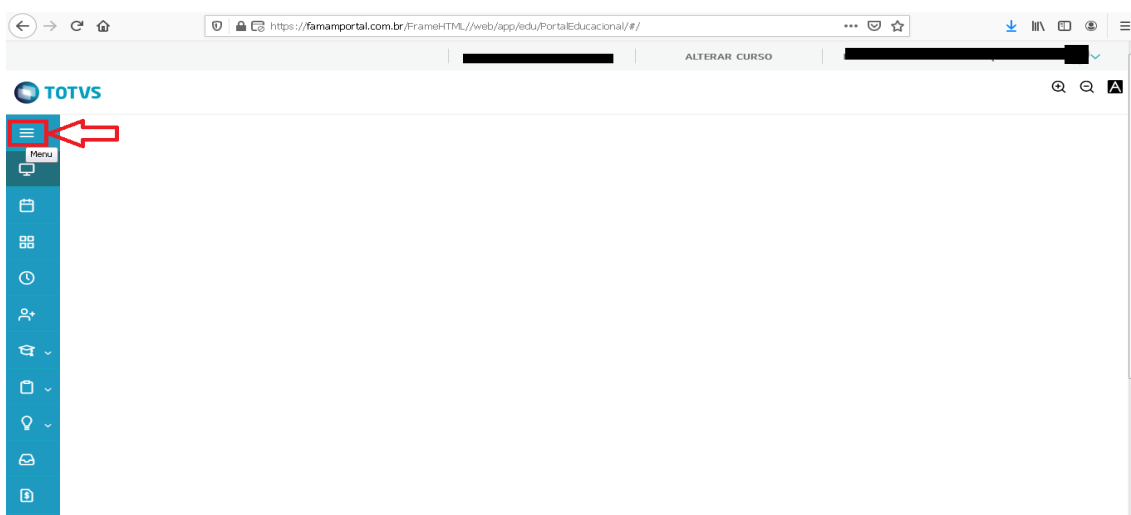 https://famamportal.com.br/FrameHTML//web/app/edu/PortalEducacional/#/
ALTERAR CURSO
TOTVS
A
Menu